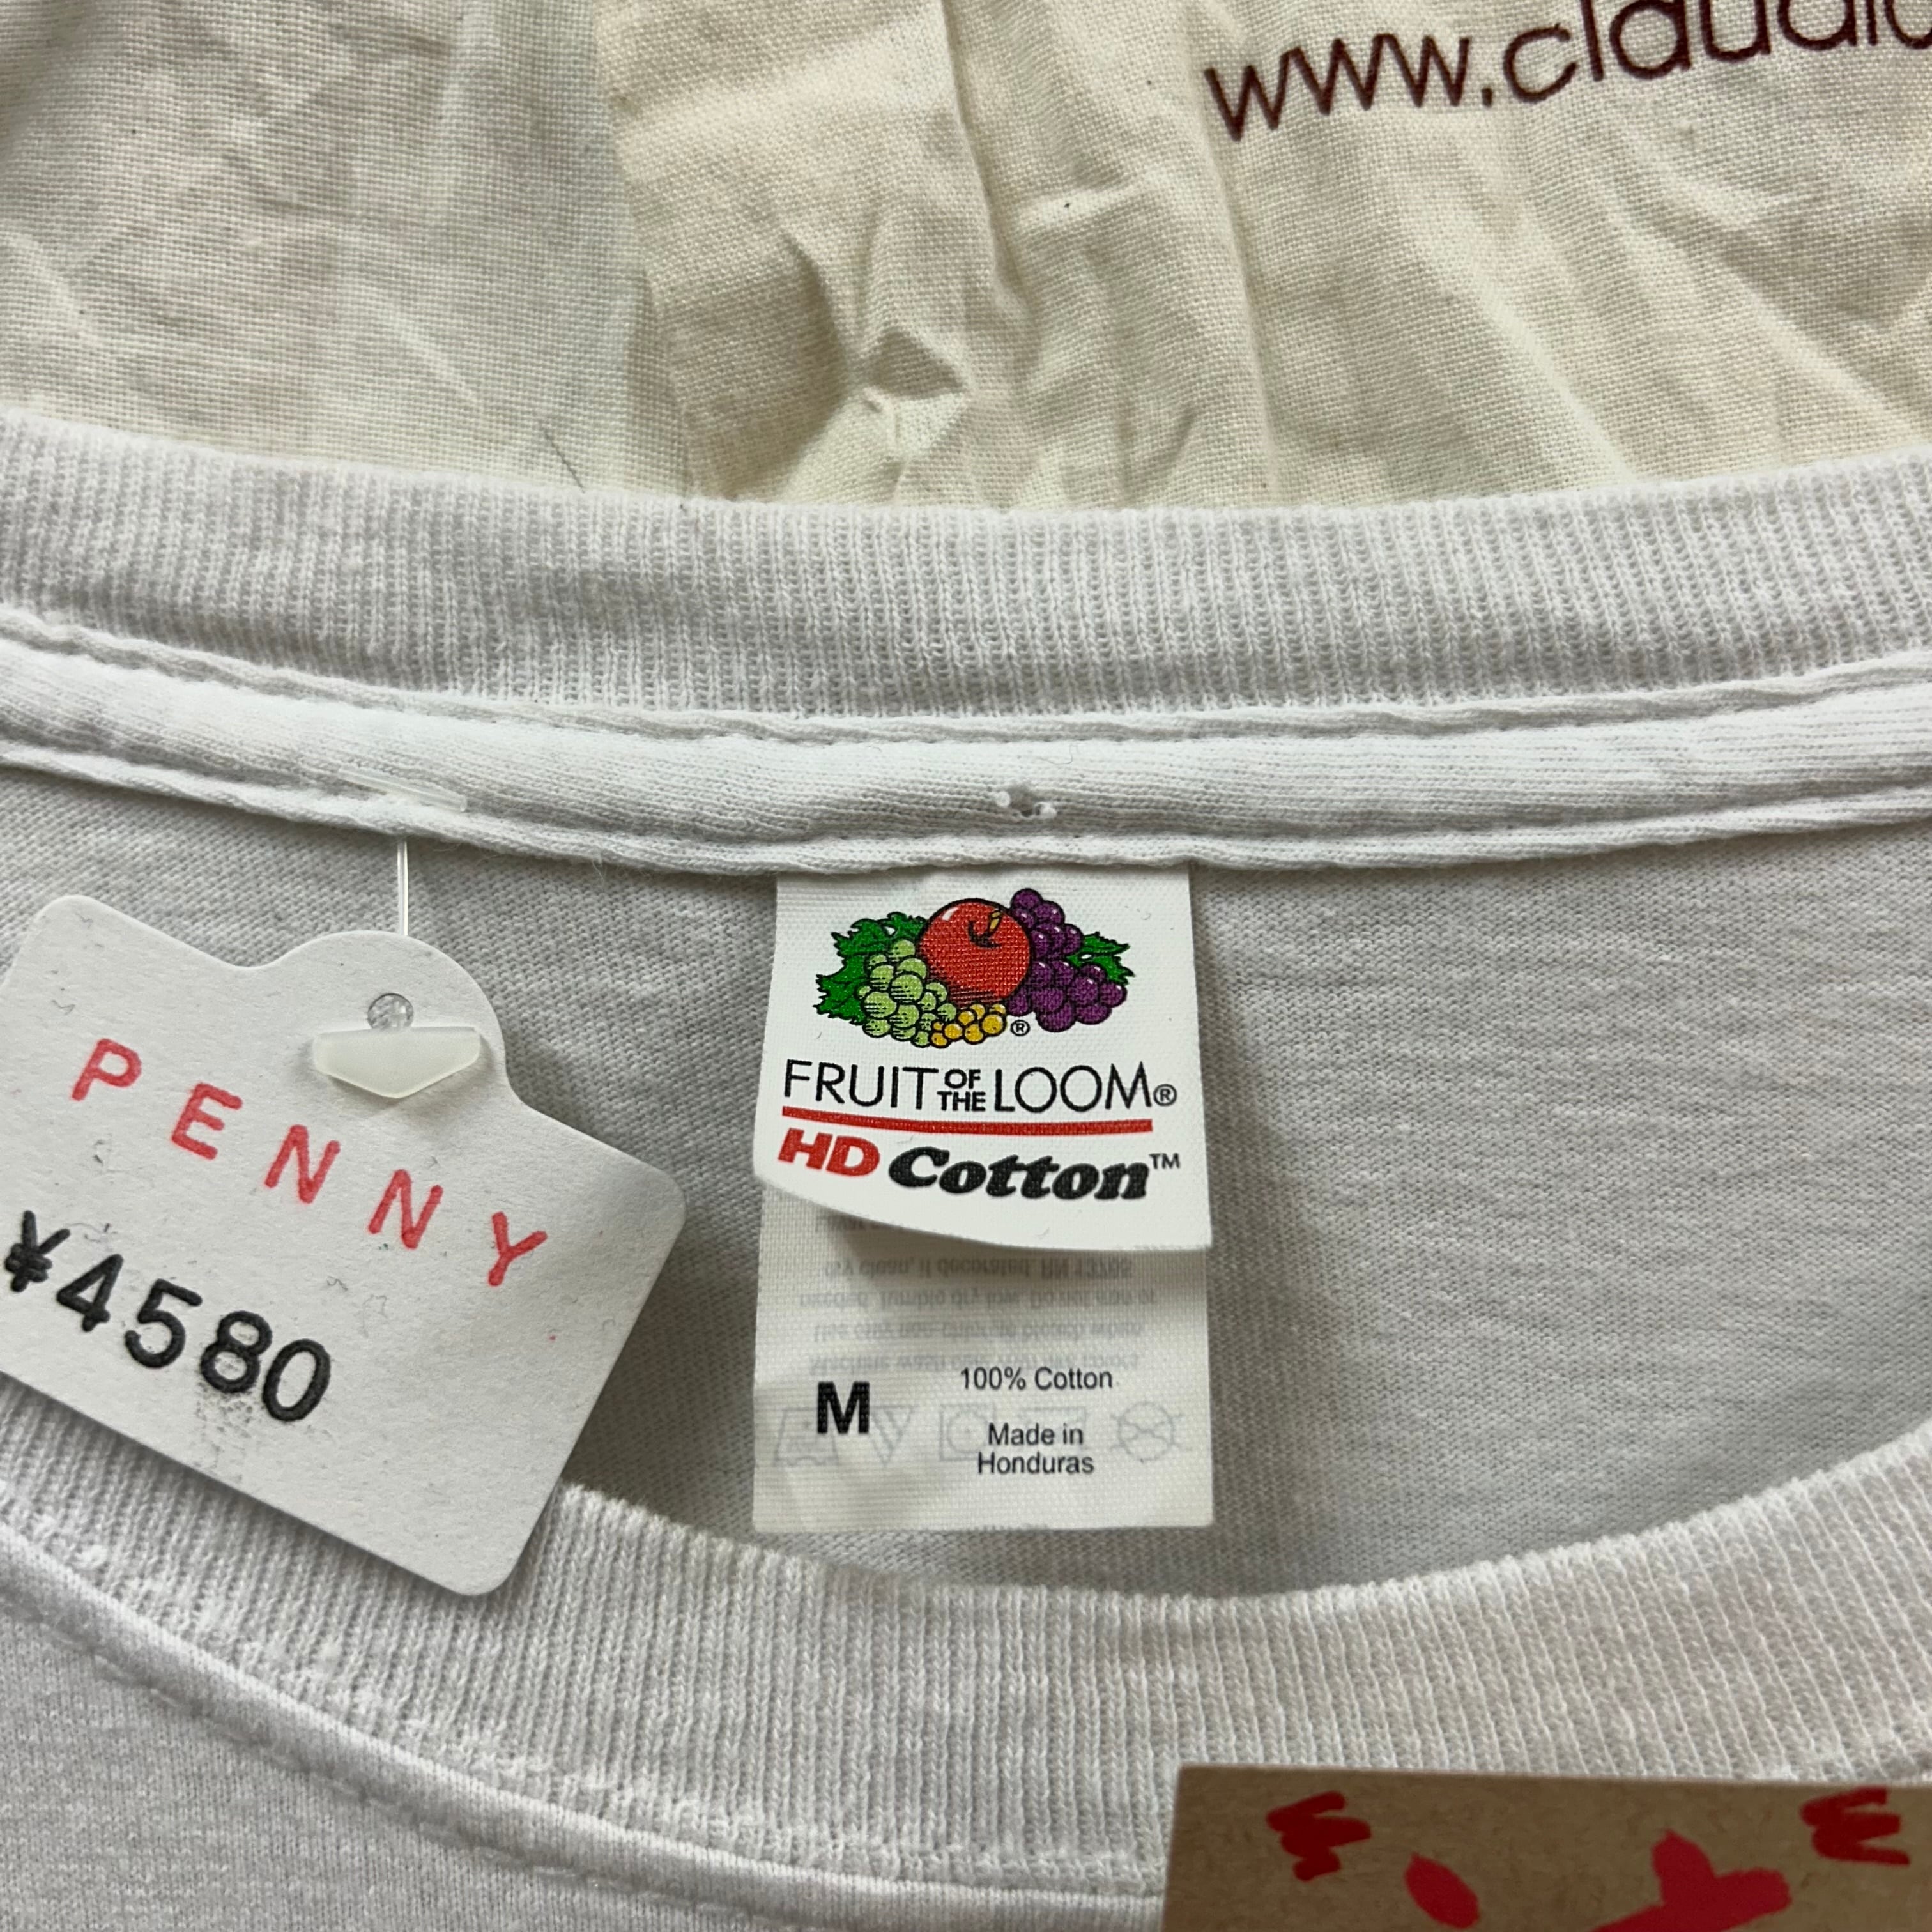 www.claudi
PENNY
¥4580
®
FRUIT OF THE LOOM®
HD Cotton™
M
100% Cotton
Made in
Honduras